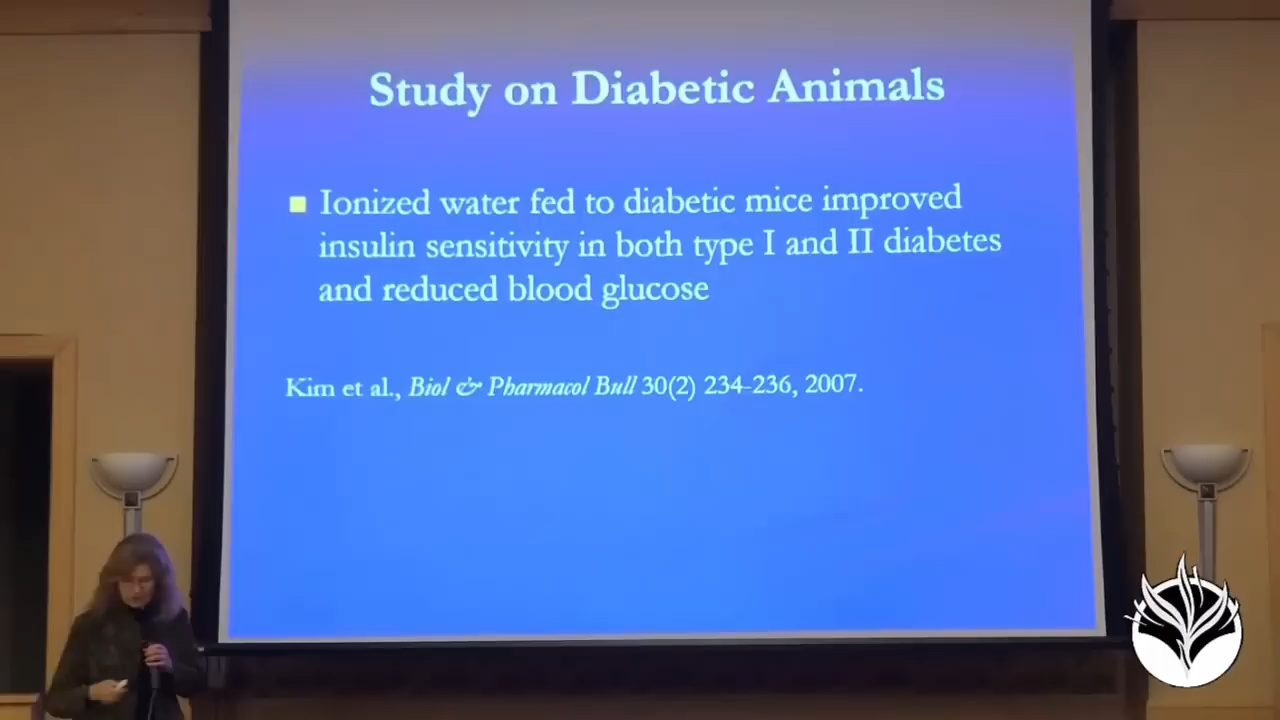 Study on Diabetic Animals
Ionized water fed to diabetic mice improved
insulin sensitivity in both type I and II diabetes
and reduced blood glucose
Kim et al., Biol & Pharmacol Bull 30(2) 234-236, 2007.